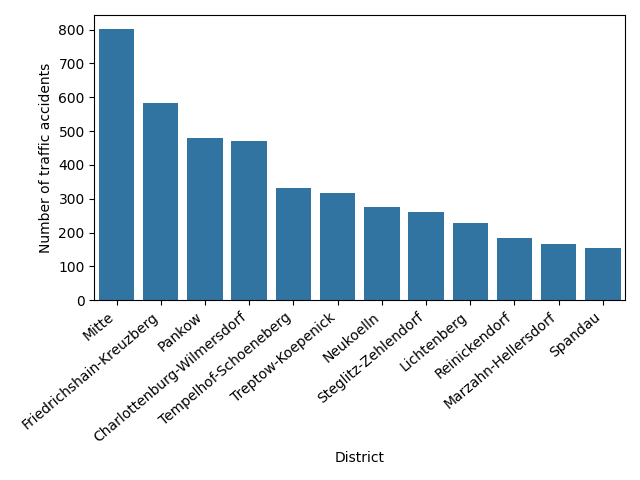 800
700
600
500
400
300
200
100
0
Number of traffic accidents
Mitte
Friedrichshain-Kreuzberg
Pankow
Charlottenburg-Wilmersdorf
Tempelhof-Schoeneberg
Treptow-Koepenick
Neukoelln
Steglitz-Zehlendorf
Lichtenberg
Reinickendorf
Marzahn-Hellersdorf
Spandau
District